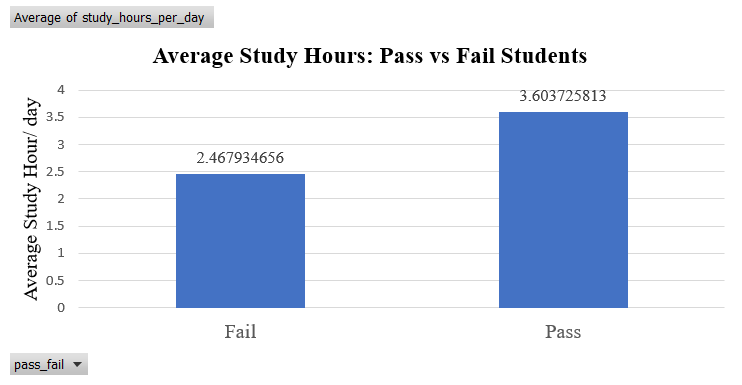 Average of study_hours_per_day
Average Study Hours: Pass vs Fail Students
Average Study Hour/ day
4
3.5
3
2.5
2
1.5
1
0.5
0
2.467934656
3.603725813
Fail
Pass
pass_fail